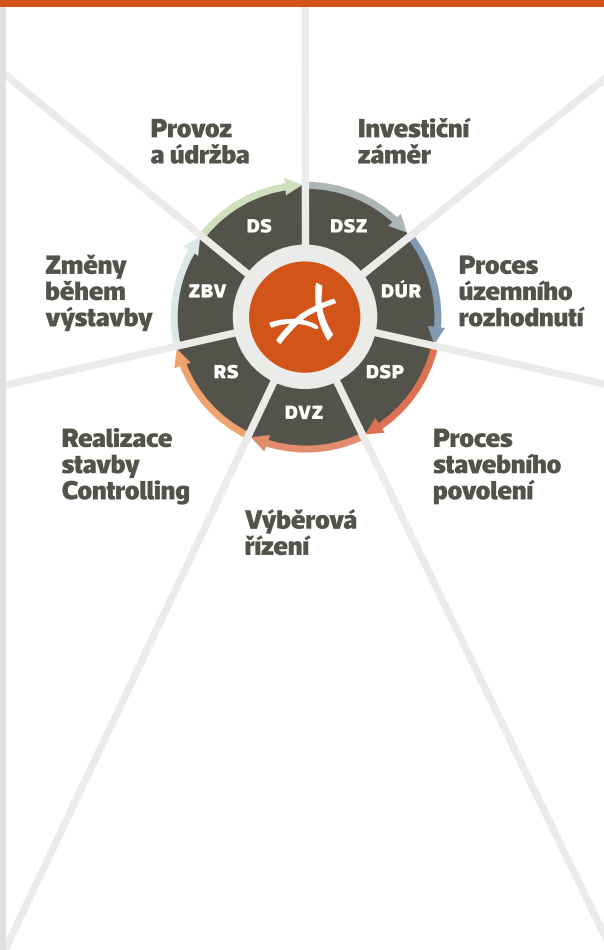 Provoz
a údržba
Investiční
záměr
DS
DSZ
Změny
během
výstavby
ZBV
DÚR
Proces
územního
rozhodnutí
RS
DSP
DVZ
Realizace
stavby
Controlling
Proces
stavebního
povolení
Výběrová
řízení